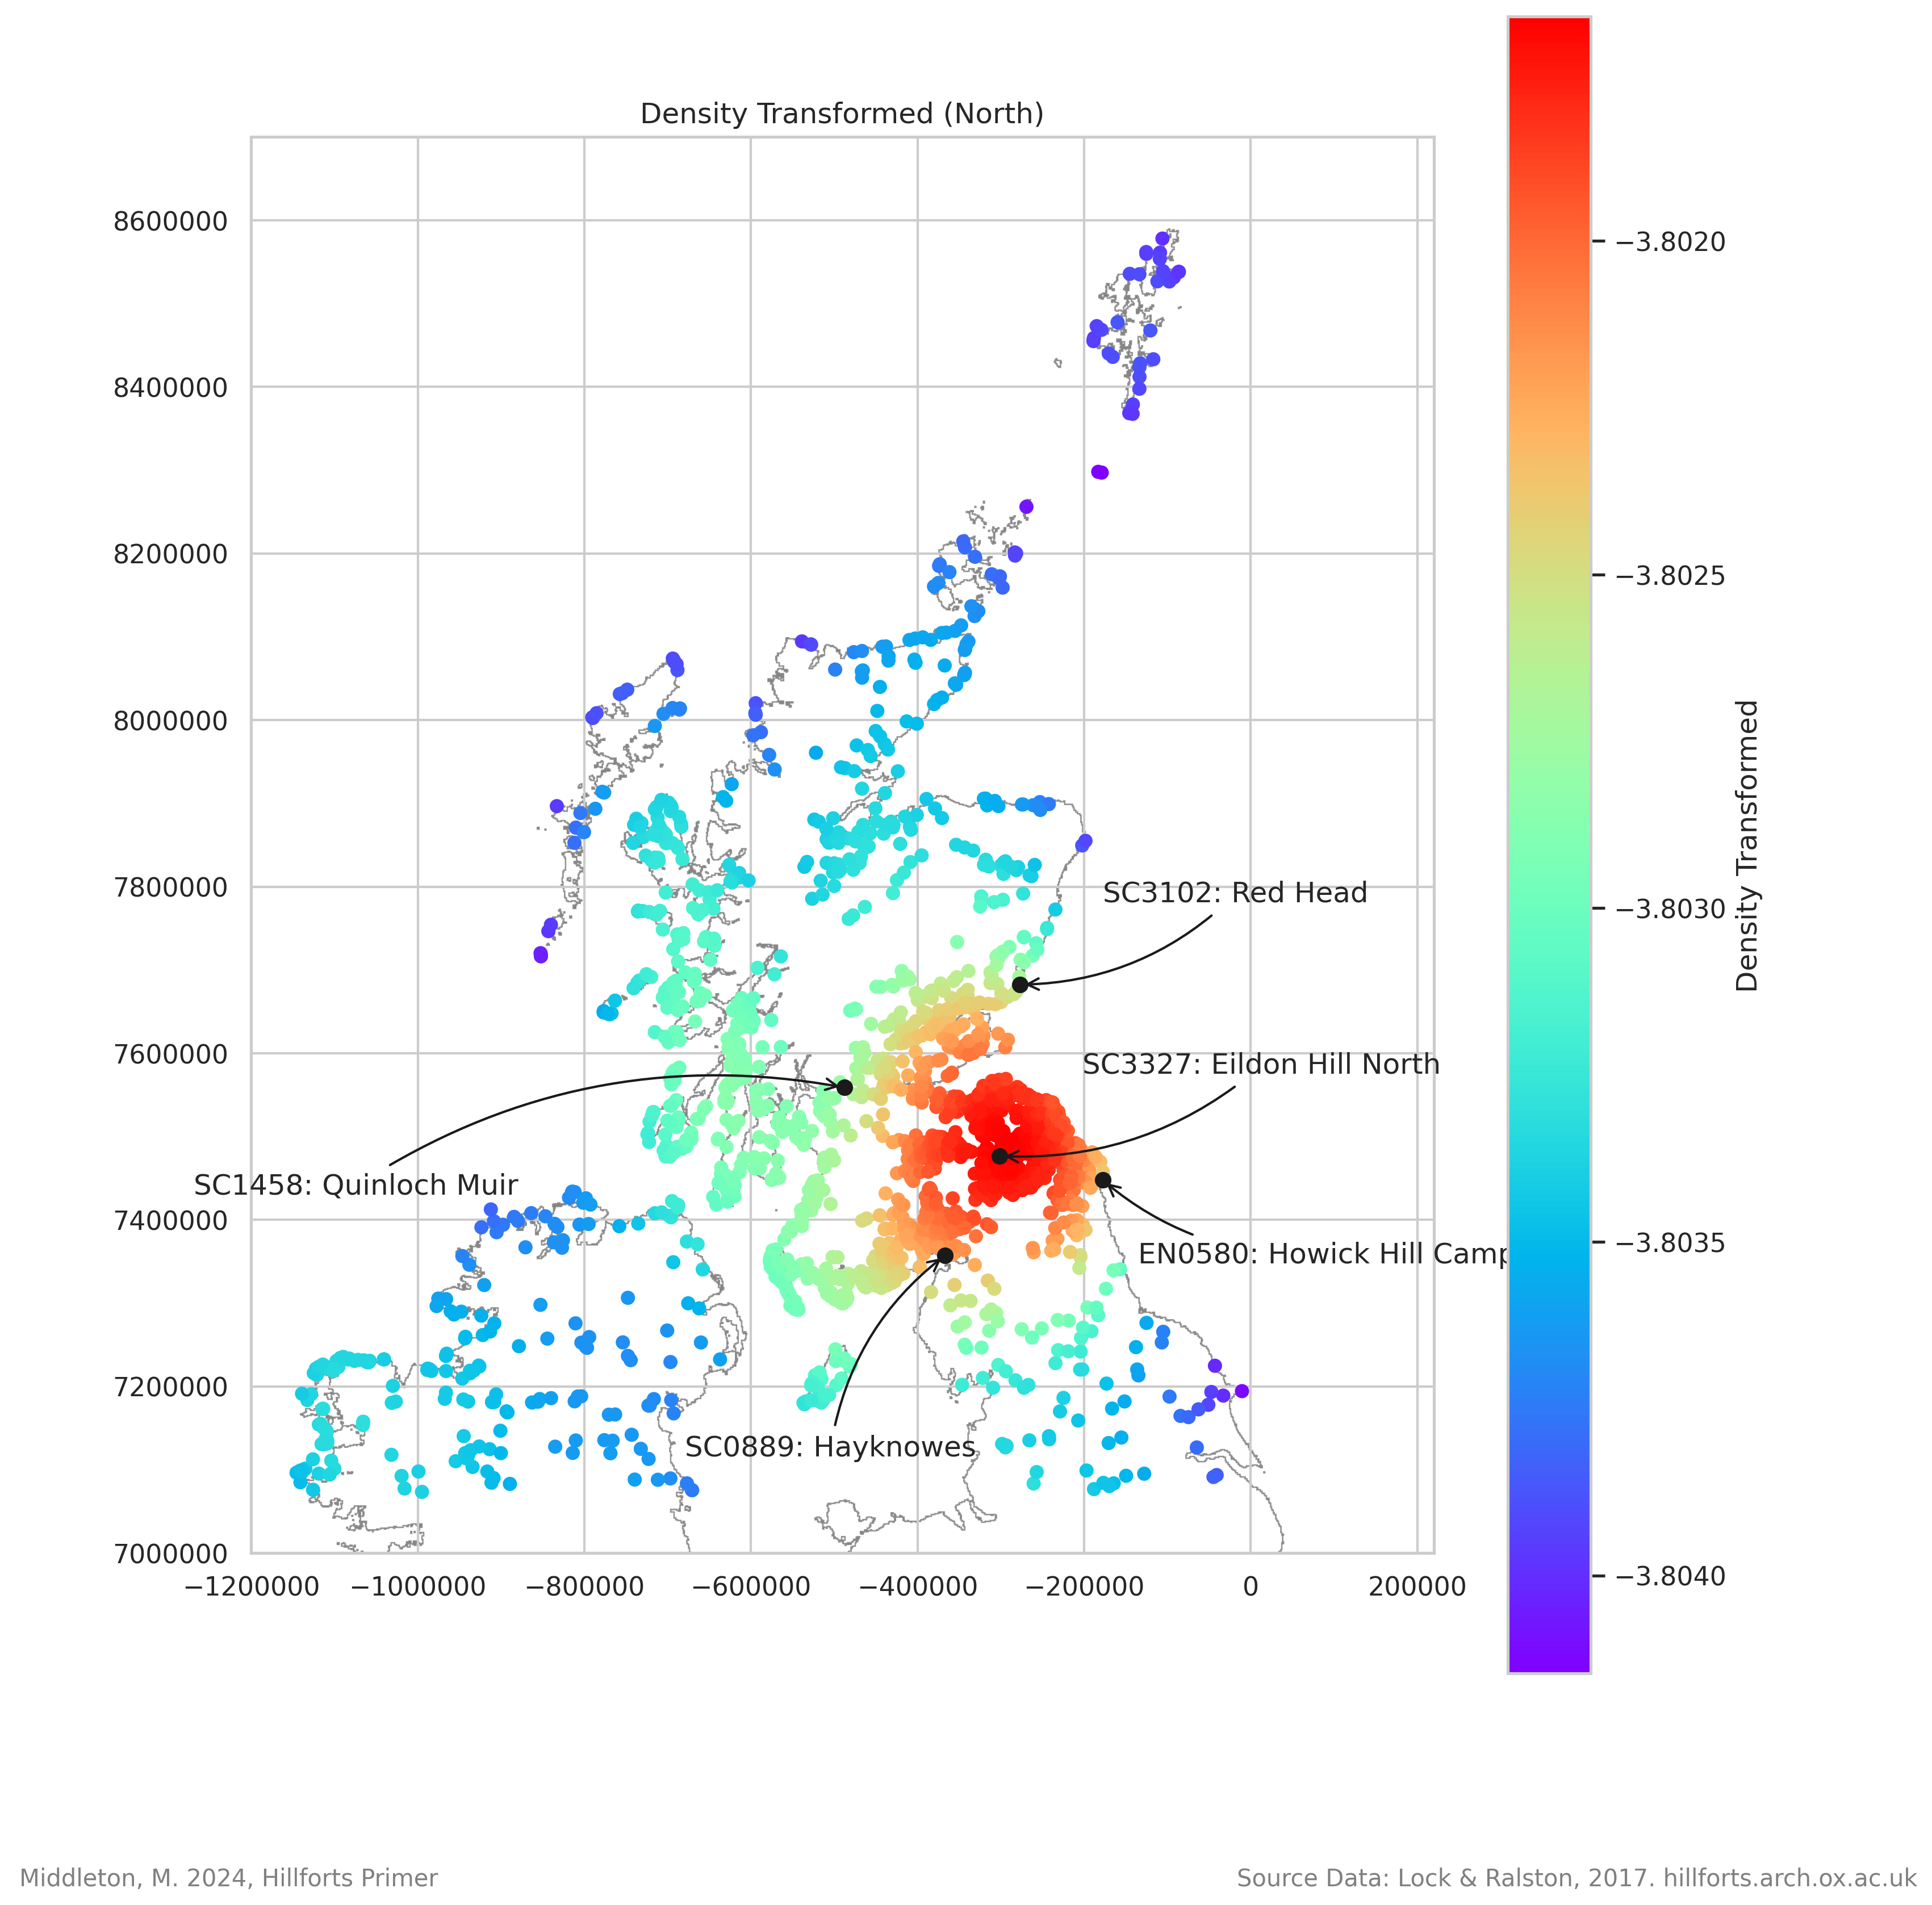 Density Transformed (North)
8600000
8400000
8200000
8000000
7800000
7600000
7400000
7200000
7000000
−1200000
−1000000
−800000
−600000
−400000
−200000
0
200000
SC3102: Red Head
SC3327: Eildon Hill North
SC1458: Quinloch Muir
EN0580: Howick Hill Camp
SC0889: Hayknowes
−3.8020
−3.8025
−3.8030
−3.8035
−3.8040
Density Transformed
Middleton, M. 2024, Hillforts Primer
Source Data: Lock & Ralston, 2017. hillforts.arch.ox.ac.uk